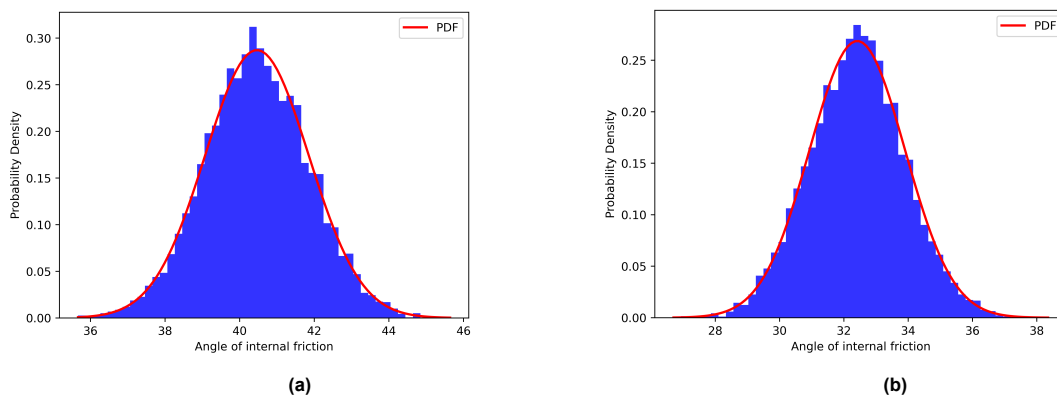 PDF
0.30
0.25
0.20
0.15
0.10
0.05
0.00
Probability Density
36 38 40 42 44 46
Angle of internal friction
(a)
PDF
0.25
0.20
0.15
0.10
0.05
0.00
Probability Density
28 30 32 34 36 38
Angle of internal friction
(b)